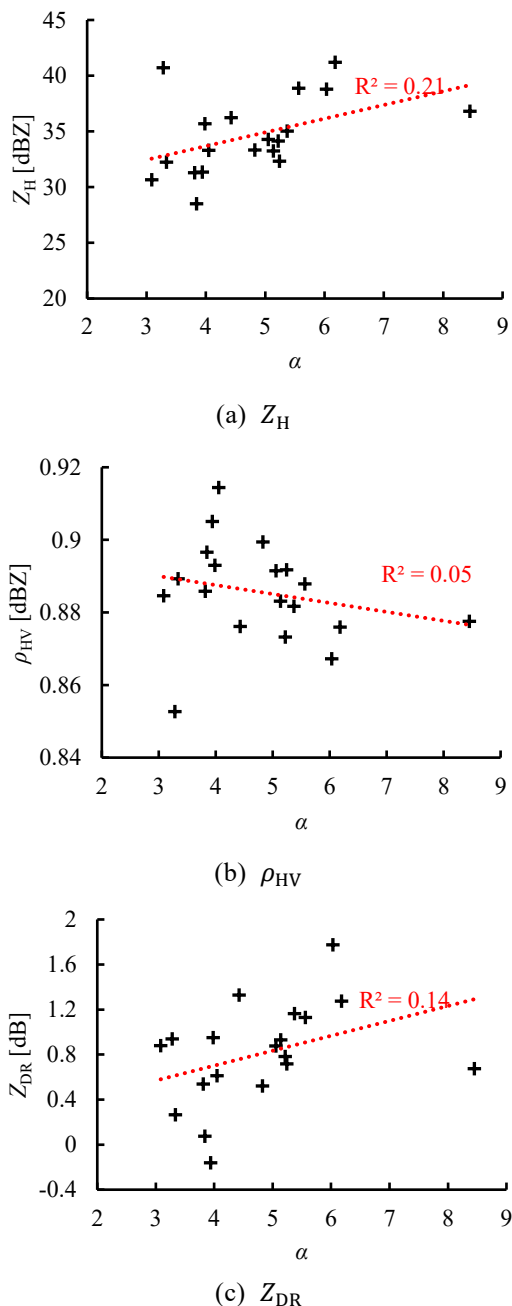 45
40
35
30
25
20
Z_H [dBZ]
R² = 0.21
2 3 4 5 6 7 8 9
α
(a) Z_H
0.92
0.9
0.88
0.86
0.84
ρ_HV [dBZ]
R² = 0.05
2 3 4 5 6 7 8 9
α
(b) ρ_HV
2
1.6
1.2
0.8
0.4
0
-0.4
Z_DR [dB]
R² = 0.14
2 3 4 5 6 7 8 9
α
(c) Z_DR